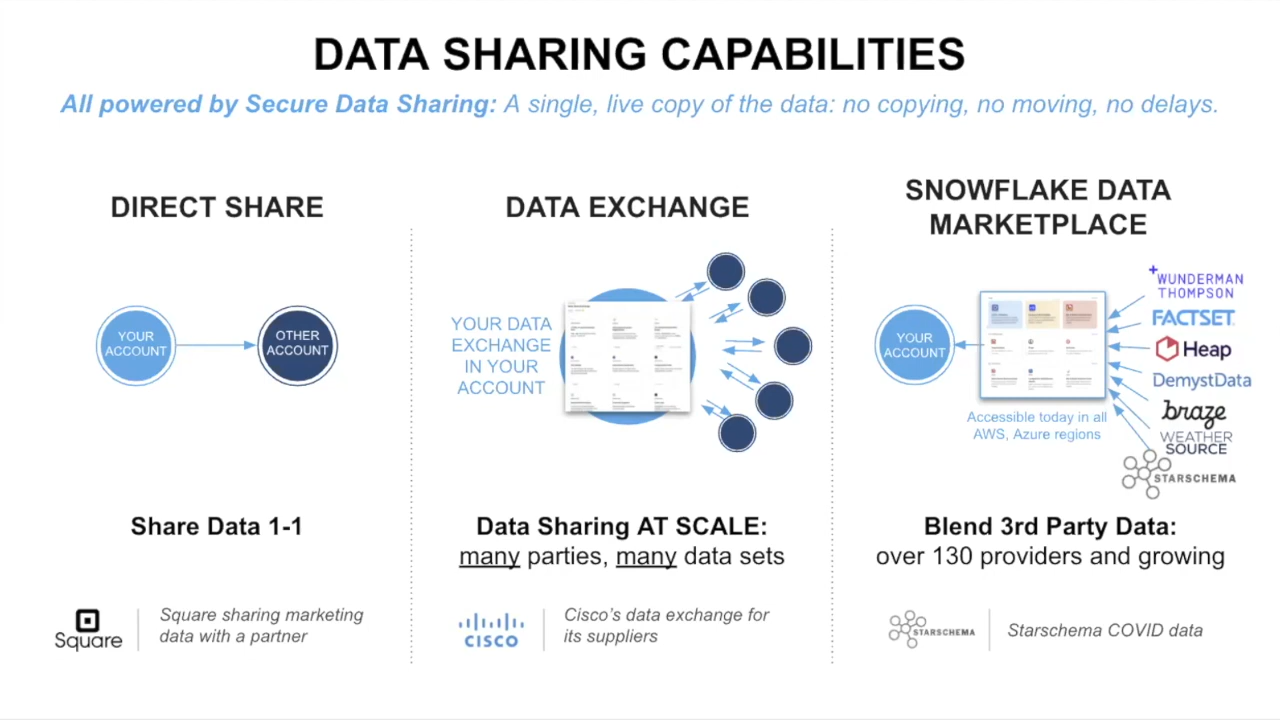 DATA SHARING CAPABILITIES
All powered by Secure Data Sharing: A single, live copy of the data: no copying, no moving, no delays.
DIRECT SHARE
YOUR
ACCOUNT
OTHER
ACCOUNT
Share Data 1-1
Square
Square sharing marketing
data with a partner
DATA EXCHANGE
YOUR DATA
EXCHANGE
IN YOUR
ACCOUNT
Data Sharing AT SCALE:
many parties, many data sets
CISCO
Cisco's data exchange for
its suppliers
SNOWFLAKE DATA
MARKETPLACE
YOUR
ACCOUNT
Accessible today in all
AWS, Azure regions
WUNDERMAN
THOMPSON
FACTSET
Heap
DemystData
braze
WEATHER
SOURCE
STARSCHEMA
Blend 3rd Party Data:
over 130 providers and growing
STARSCHEMA
Starschema COVID data